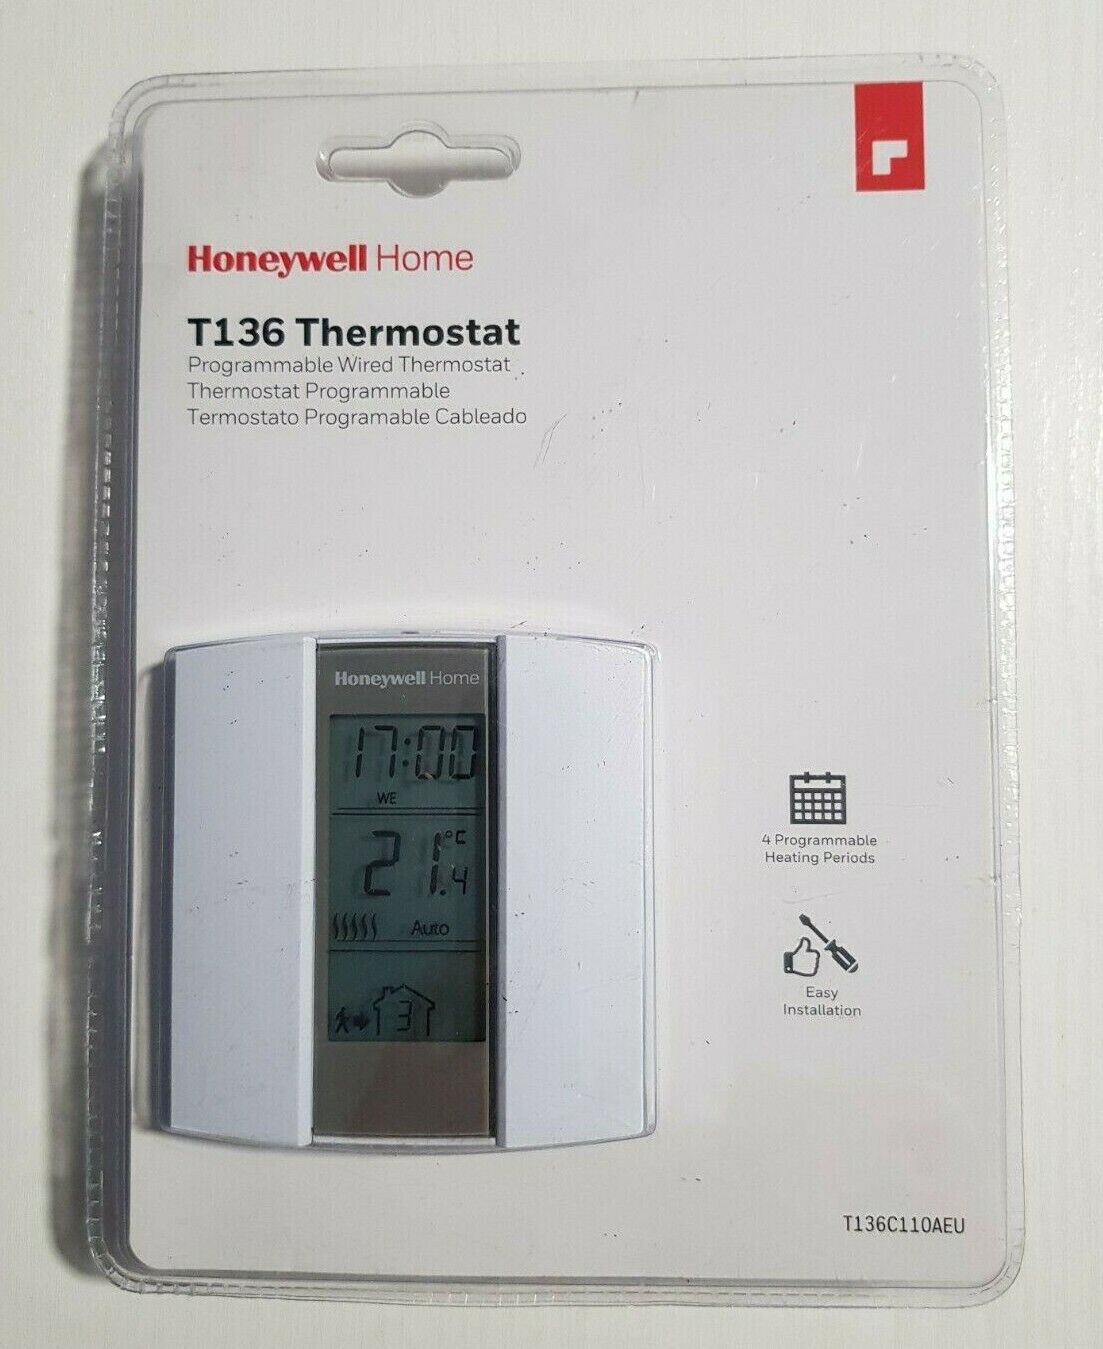 Honeywell Home
T136 Thermostat
Programmable Wired Thermostat
Thermostat Programmable
Termostato Programable Cableado
Honeywell Home
17:00
WE
21.4°C
Auto
3
4 Programmable
Heating Periods
Easy
Installation
T136C110AEU